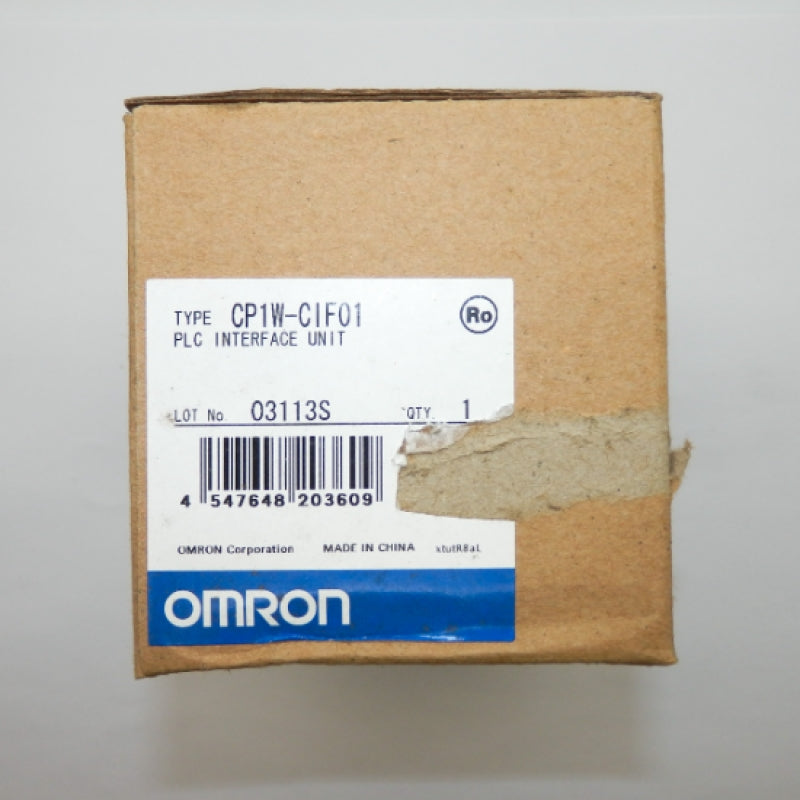 TYPE CP1W-CIF01
Ro
PLC INTERFACE UNIT
LOT No. 03113S QTY. 1
4 547648 203609
OMRON Corporation MADE IN CHINA
OMRON